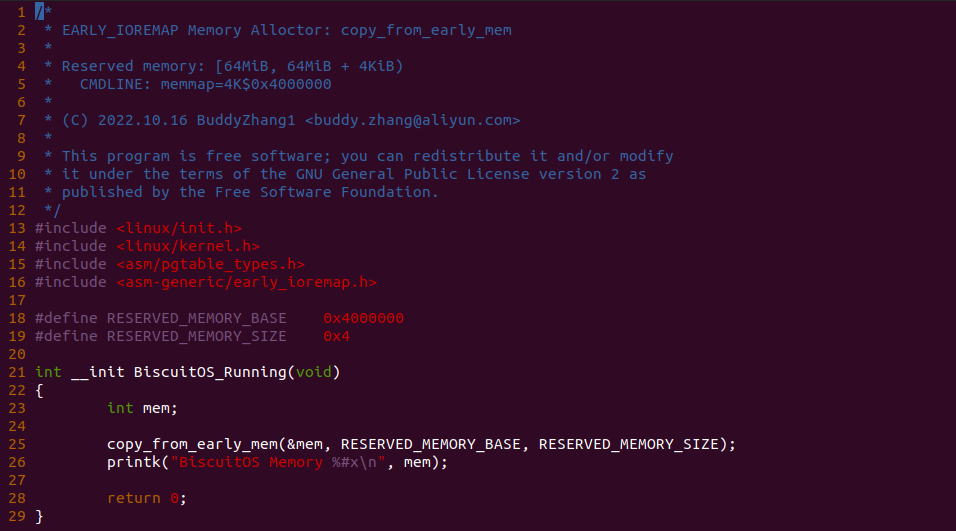 1 /*
2  * EARLY_IOREMAP Memory Alloctor: copy_from_early_mem
3  *
4  * Reserved memory: [64MiB, 64MiB + 4KiB)
5  *   CMDLINE: memmap=4K$0x4000000
6  *
7  * (C) 2022.10.16 BuddyZhang1 <buddy.zhang@aliyun.com>
8  *
9  * This program is free software; you can redistribute it and/or modify
10  * it under the terms of the GNU General Public License version 2 as
11  * published by the Free Software Foundation.
12  */
13 #include <linux/init.h>
14 #include <linux/kernel.h>
15 #include <asm/pgtable_types.h>
16 #include <asm-generic/early_ioremap.h>
17
18 #define RESERVED_MEMORY_BASE    0x4000000
19 #define RESERVED_MEMORY_SIZE    0x4
20
21 int __init BiscuitOS_Running(void)
22 {
23         int mem;
24
25         copy_from_early_mem(&mem, RESERVED_MEMORY_BASE, RESERVED_MEMORY_SIZE);
26         printk("BiscuitOS Memory %#x\n", mem);
27
28         return 0;
29 }